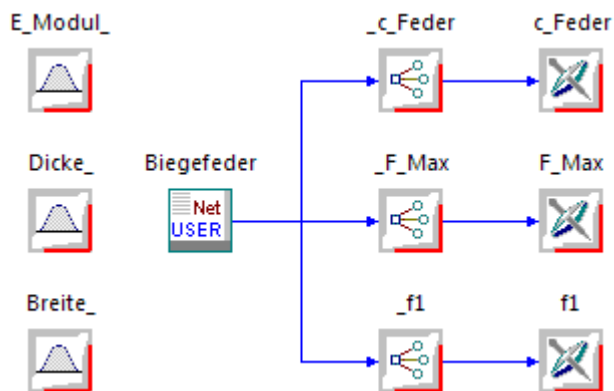 E_Modul_ _c_Feder c_Feder
Dicke_ Biegefeder _F_Max F_Max
Net
USER
Breite_ _f1 f1